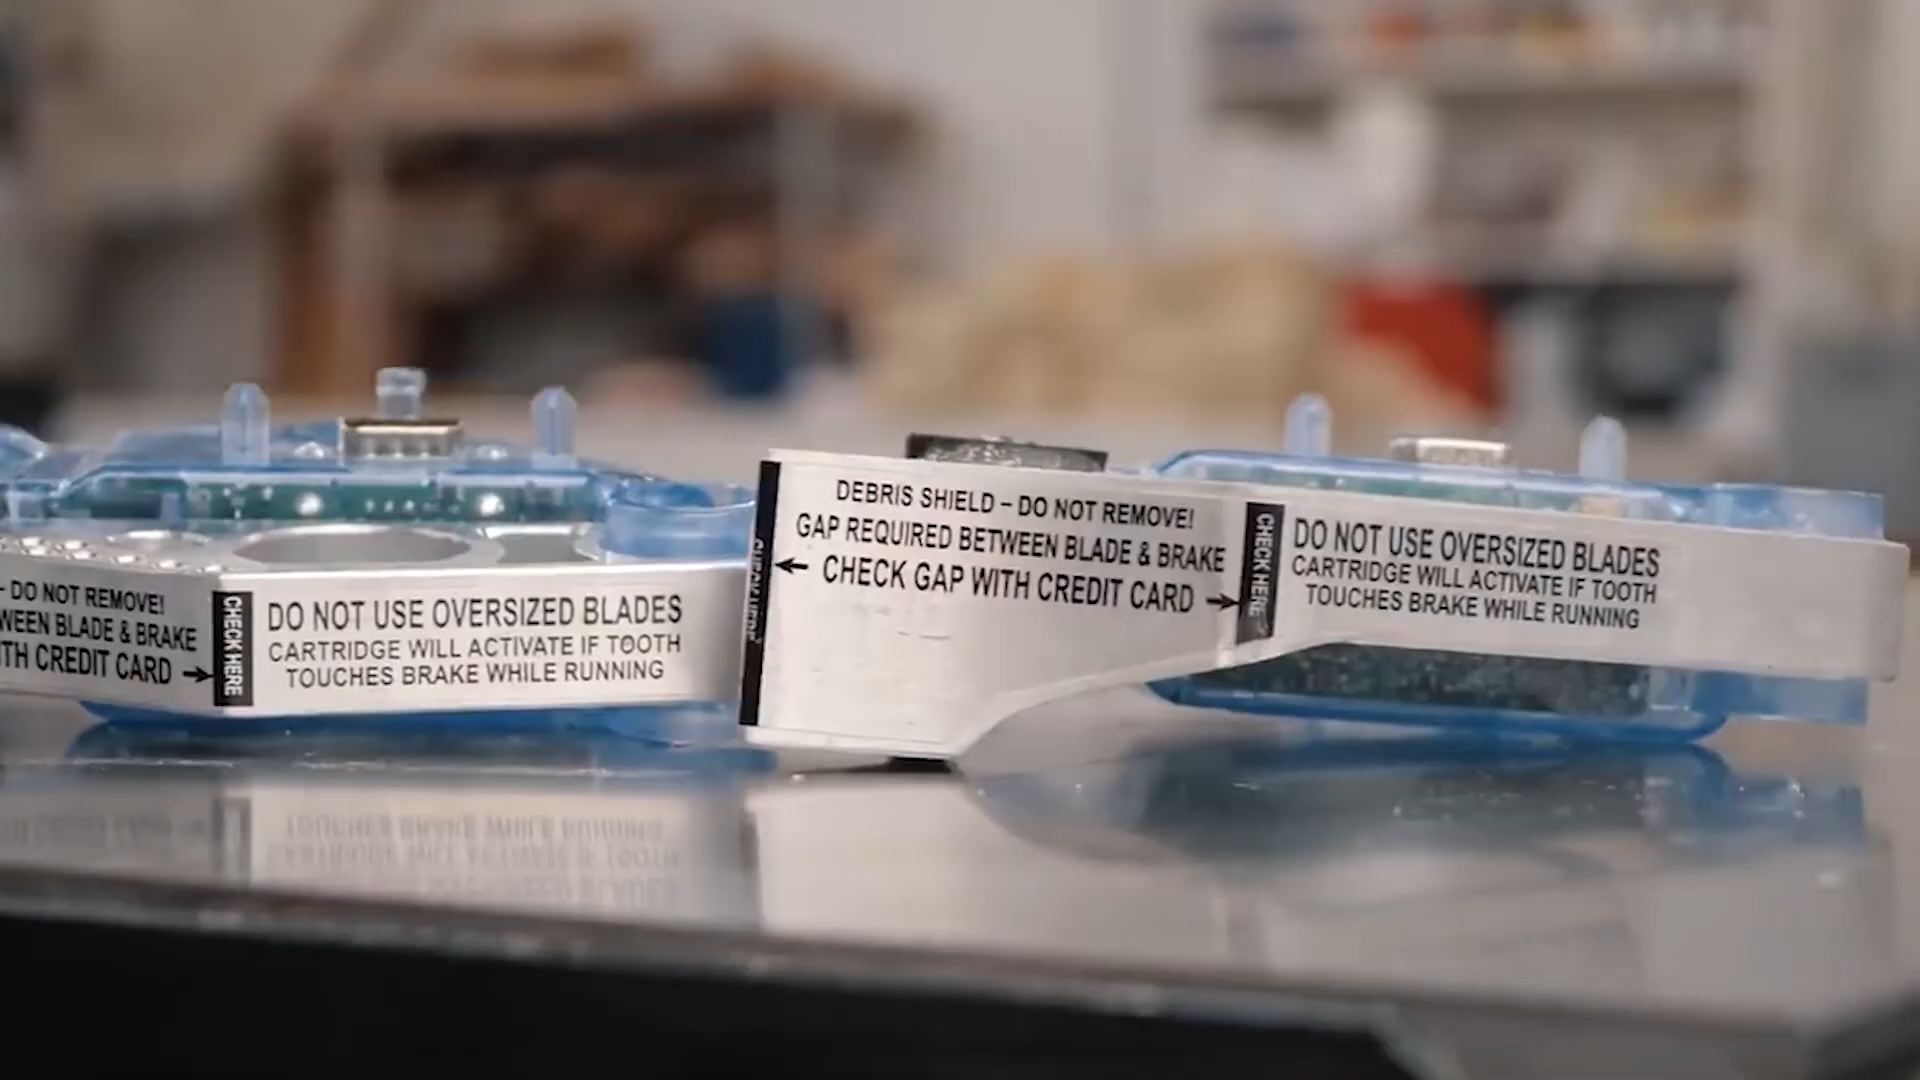 – DO NOT REMOVE!
BLADE & BRAKE
CREDIT CARD →
CHECK HERE
DO NOT USE OVERSIZED BLADES
CARTRIDGE WILL ACTIVATE IF TOOTH
TOUCHES BRAKE WHILE RUNNING
DEBRIS SHIELD – DO NOT REMOVE!
GAP REQUIRED BETWEEN BLADE & BRAKE
← CHECK GAP WITH CREDIT CARD →
CHECK HERE
DO NOT USE OVERSIZED BLADES
CARTRIDGE WILL ACTIVATE IF TOOTH
TOUCHES BRAKE WHILE RUNNING